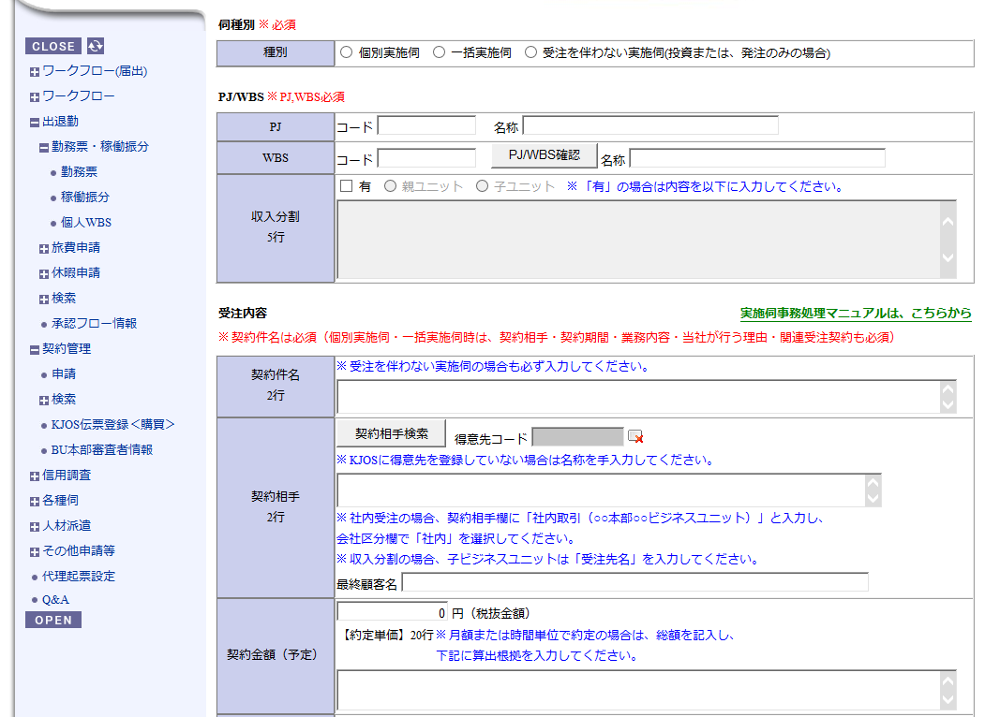 CLOSE
ワークフロー(届出)
ワークフロー
出退勤
勤務票・稼働振分
勤務票
稼働振分
個人WBS
旅費申請
休暇申請
検索
承認フロー情報
契約管理
申請
検索
KJOS伝票登録＜購買＞
BU本部審査者情報
信用調査
各種伺
人材派遣
その他申請等
代理起票設定
Q&A
OPEN
伺種別 ※ 必須
種別 個別実施伺 一括実施伺 受注を伴わない実施伺(投資または、発注のみの場合)
PJ/WBS ※ PJ,WBS必須
PJ コード 名称
WBS コード PJ/WBS確認 名称
収入分割
5行
有 親ユニット 子ユニット ※ 「有」の場合は内容を以下に入力してください。
受注内容 実施伺事務処理マニュアルは、こちらから
※ 契約件名は必須（個別実施伺・一括実施伺時は、契約相手・契約期間・業務内容・当社が行う理由・関連受注契約も必須）
契約件名
2行
※ 受注を伴わない実施伺の場合も必ず入力してください。
契約相手
2行
契約相手検索 得意先コード
※ KJOSに得意先を登録していない場合は名称を手入力してください。
※ 社内受注の場合、契約相手欄に「社内取引（○○本部○○ビジネスユニット）」と入力し、
会社区分欄で「社内」を選択してください。
※ 収入分割の場合、子ビジネスユニットは「受注先名」を入力してください。
最終顧客名
契約金額（予定）
0 円（税抜金額）
【約定単価】20行※ 月額または時間単位で約定の場合は、総額を記入し、
下記に算出根拠を入力してください。